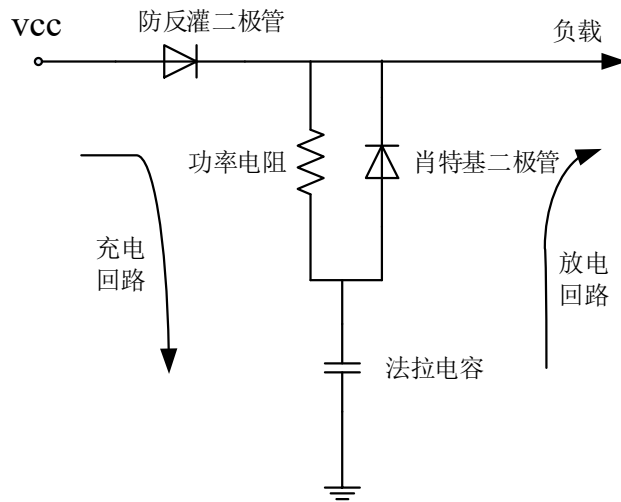 vcc
防反灌二极管
负载
功率电阻
肖特基二极管
充电
回路
放电
回路
法拉电容